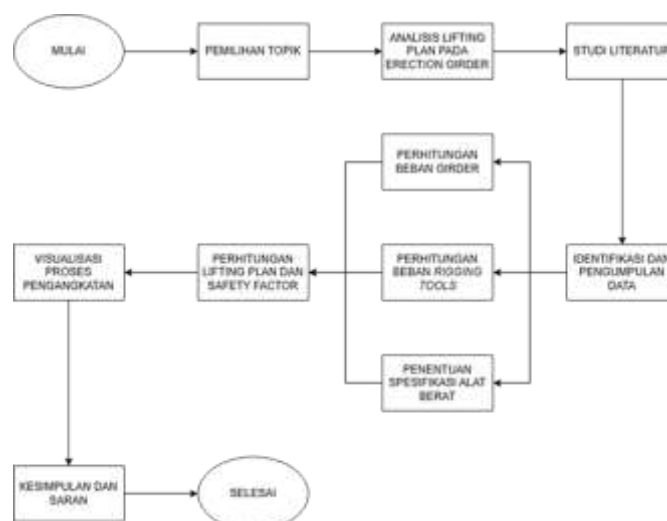 MULAI
PEMILIHAN TOPIK
ANALISIS LIFTING
PLAN PADA
ERECTION GIRDER
STUDI LITERATUR
PERHITUNGAN
BEBAN GIRDER
VISUALISASI
PROSES
PENGANGKATAN
PERHITUNGAN
LIFTING PLAN DAN
SAFETY FACTOR
PERHITUNGAN
BEBAN RIGGING
TOOLS
IDENTIFIKASI DAN
PENGUMPULAN
DATA
PENENTUAN
SPESIFIKASI ALAT
BERAT
KESIMPULAN DAN
SARAN
SELESAI